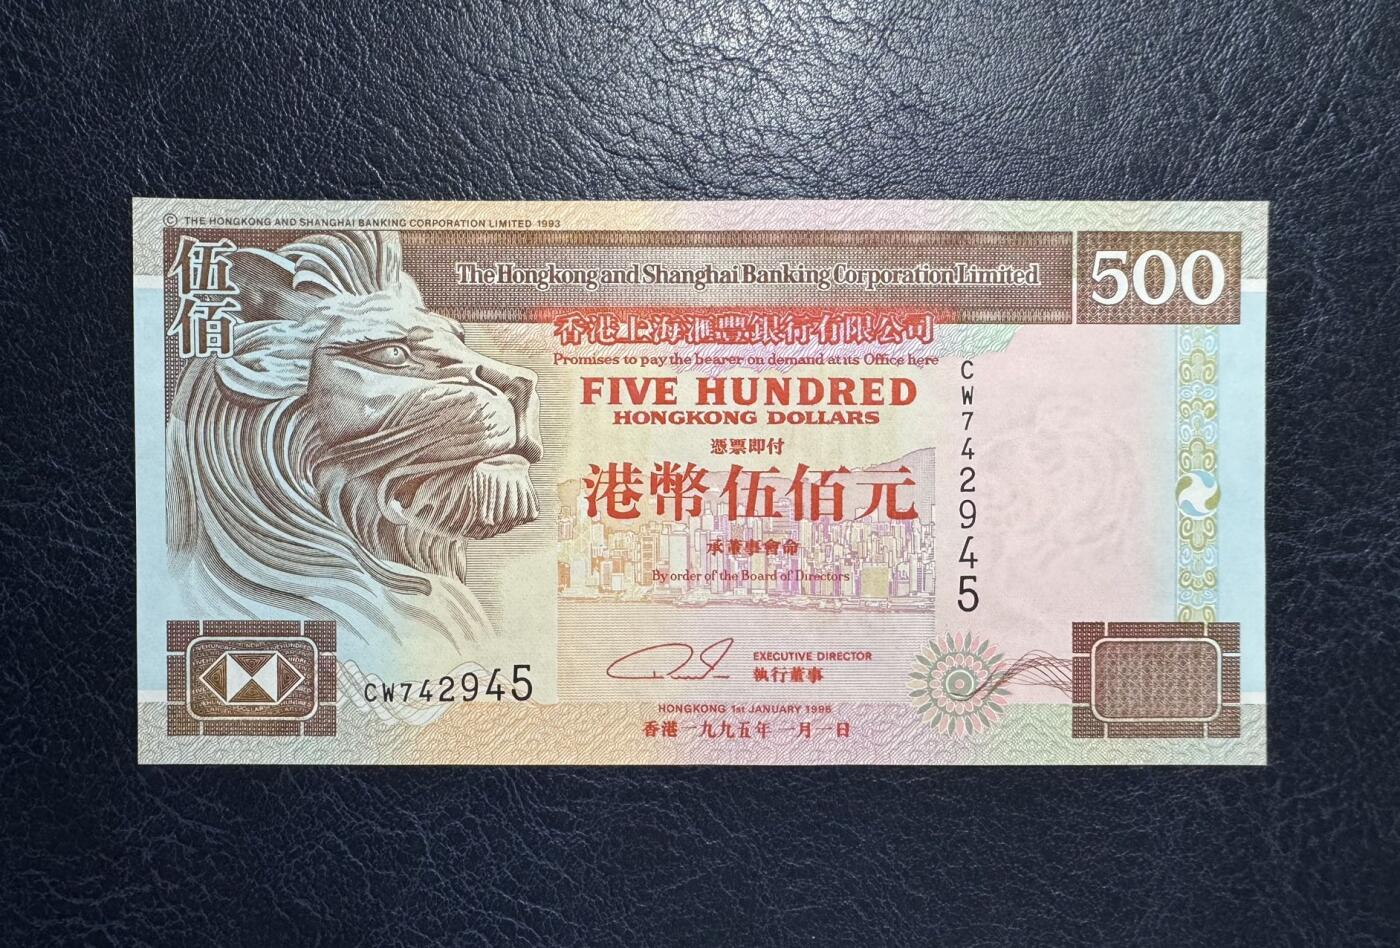 © THE HONGKONG AND SHANGHAI BANKING CORPORATION LIMITED 1993
伍佰
The Hongkong and Shanghai Banking Corporation Limited
500
香港上海滙豐銀行有限公司
Promises to pay the bearer on demand at its Office here
FIVE HUNDRED
HONGKONG DOLLARS
憑票即付
港幣伍佰元
承董事會命
By order of the Board of Directors
CW742945
CW742945
EXECUTIVE DIRECTOR
執行董事
HONGKONG 1st JANUARY 1995
香港一九九五年一月一日